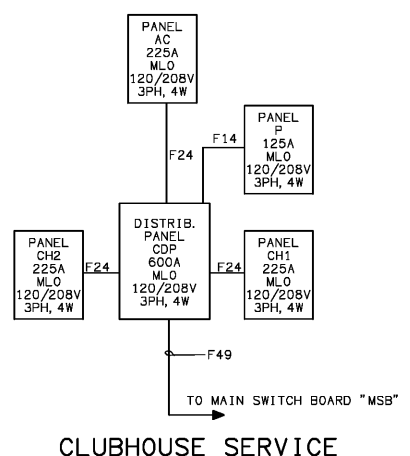 PANEL
AC
225A
MLO
120/208V
3PH, 4W
F24
F14
PANEL
P
125A
MLO
120/208V
3PH, 4W
PANEL
CH2
225A
MLO
120/208V
3PH, 4W
F24
DISTRIB.
PANEL
CDP
600A
MLO
120/208V
3PH, 4W
F24
PANEL
CH1
225A
MLO
120/208V
3PH, 4W
F49
TO MAIN SWITCH BOARD "MSB"
CLUBHOUSE SERVICE